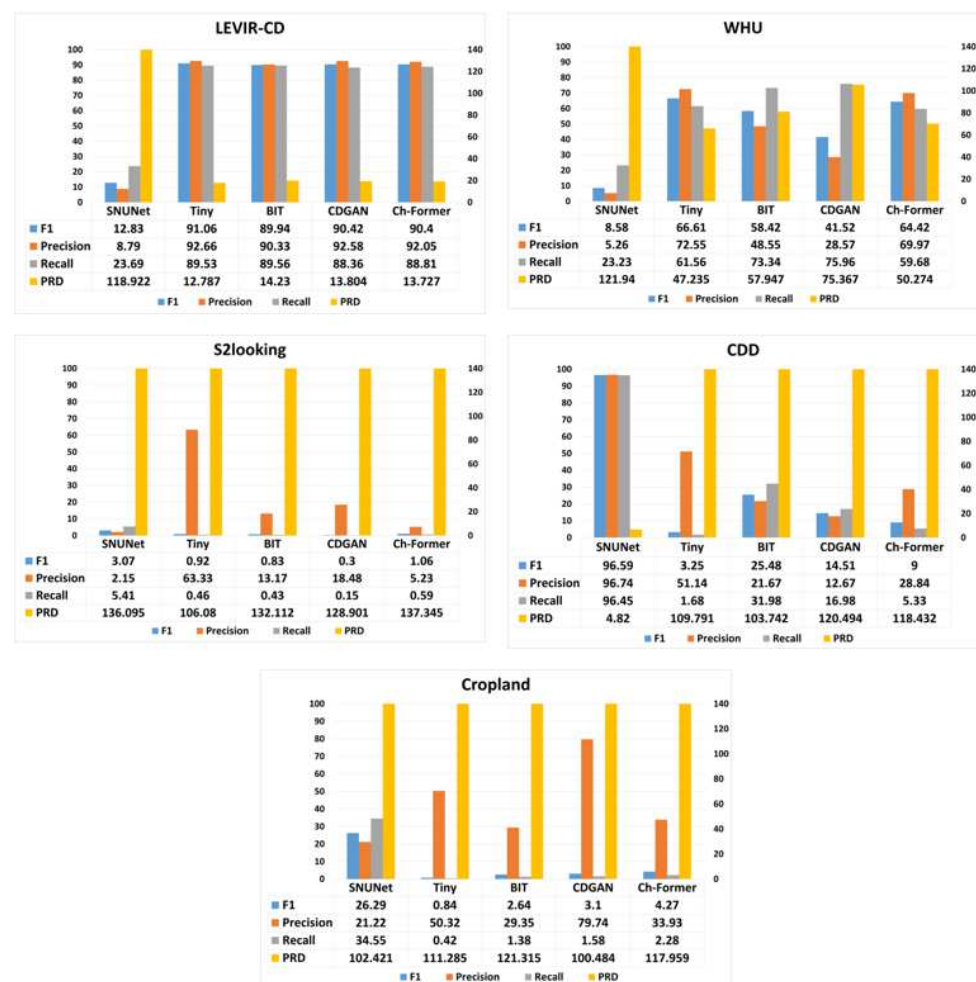 LEVIR-CD
100 140
90 120
80
70 100
60 80
50
40 60
30 40
20
10 20
0 0
SNUNet Tiny BIT CDGAN Ch-Former
F1 12.83 91.06 89.94 90.42 90.4
Precision 8.79 92.66 90.33 92.58 92.05
Recall 23.69 89.53 89.56 88.36 88.81
PRD 118.922 12.787 14.23 13.804 13.727
F1 Precision Recall PRD
WHU
100 140
90 120
80
70 100
60 80
50
40 60
30 40
20
10 20
0 0
SNUNet Tiny BIT CDGAN Ch-Former
F1 8.58 66.61 58.42 41.52 64.42
Precision 5.26 72.55 48.55 28.57 69.97
Recall 23.23 61.56 73.34 75.96 59.68
PRD 121.94 47.235 57.947 75.367 50.274
F1 Precision Recall PRD
S2looking
100 140
90 120
80
70 100
60 80
50
40 60
30 40
20
10 20
0 0
SNUNet Tiny BIT CDGAN Ch-Former
F1 3.07 0.92 0.83 0.3 1.06
Precision 2.15 63.33 13.17 18.48 5.23
Recall 5.41 0.46 0.43 0.15 0.59
PRD 136.095 106.08 132.112 128.901 137.345
F1 Precision Recall PRD
CDD
100 140
90 120
80
70 100
60 80
50
40 60
30 40
20
10 20
0 0
SNUNet Tiny BIT CDGAN Ch-Former
F1 96.59 3.25 25.48 14.51 9
Precision 96.74 51.14 21.67 12.67 28.84
Recall 96.45 1.68 31.98 16.98 5.33
PRD 4.82 109.791 103.742 120.494 118.432
F1 Precision Recall PRD
Cropland
100 140
90 120
80
70 100
60 80
50
40 60
30 40
20
10 20
0 0
SNUNet Tiny BIT CDGAN Ch-Former
F1 26.29 0.84 2.64 3.1 4.27
Precision 21.22 50.32 29.35 79.74 33.93
Recall 34.55 0.42 1.38 1.58 2.28
PRD 102.421 111.285 121.315 100.484 117.959
F1 Precision Recall PRD